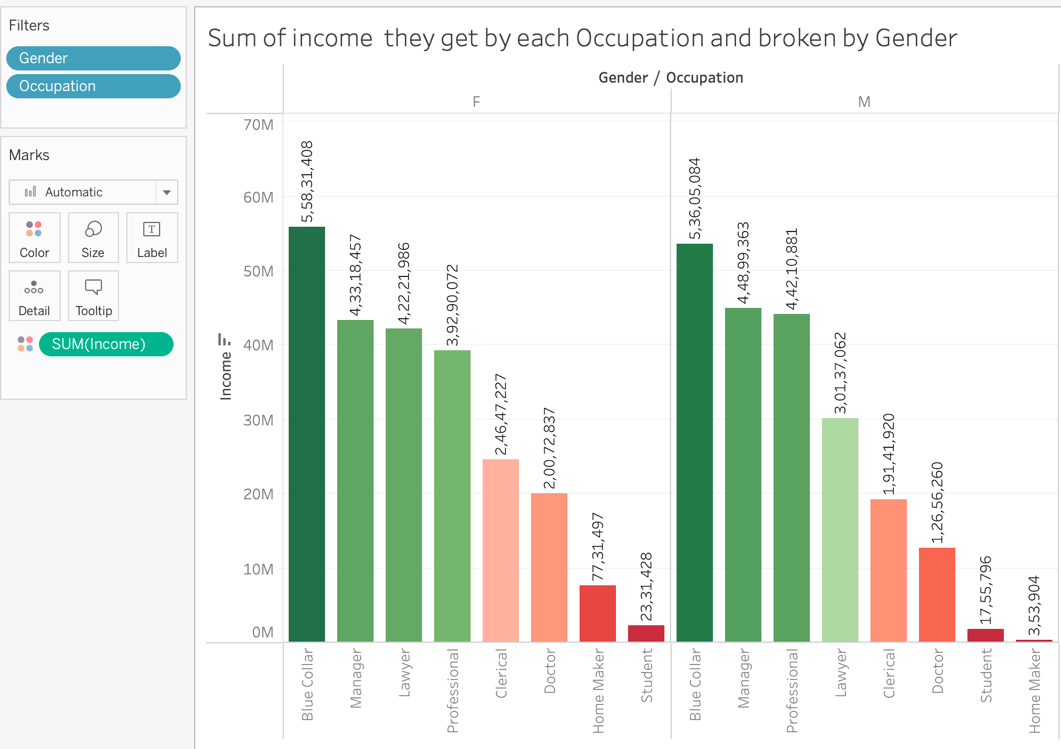 Filters
Gender
Occupation
Marks
Automatic
Color
Size
Label
Detail
Tooltip
SUM(Income)
Sum of income they get by each Occupation and broken by Gender
Gender / Occupation
F
M
Income
70M
60M
50M
40M
30M
20M
10M
0M
5,58,31,408
4,33,18,457
4,22,21,986
3,92,90,072
2,46,47,227
2,00,72,837
77,31,497
23,31,428
5,36,05,084
4,48,99,363
4,42,10,881
3,01,37,062
1,91,41,920
1,26,56,260
17,55,796
3,53,904
Blue Collar
Manager
Lawyer
Professional
Clerical
Doctor
Home Maker
Student
Blue Collar
Manager
Professional
Lawyer
Clerical
Doctor
Student
Home Maker